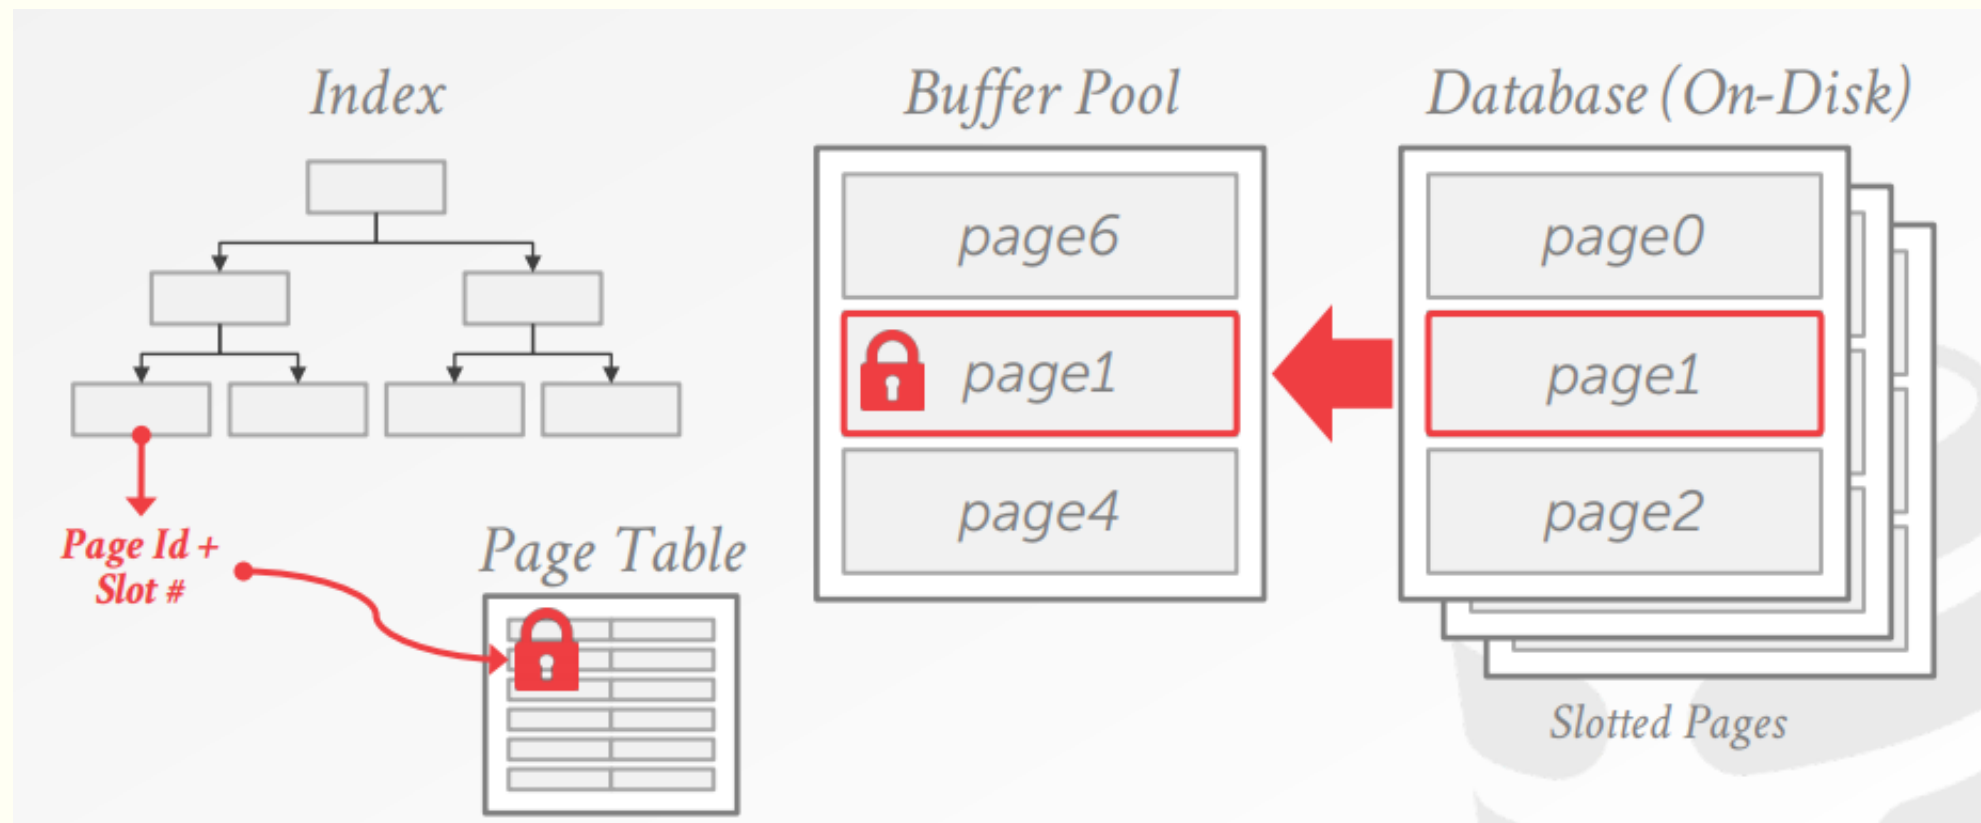 Index
Page Id +
Slot #
Page Table
Buffer Pool
page6
page1
page4
Database (On-Disk)
page0
page1
page2
Slotted Pages